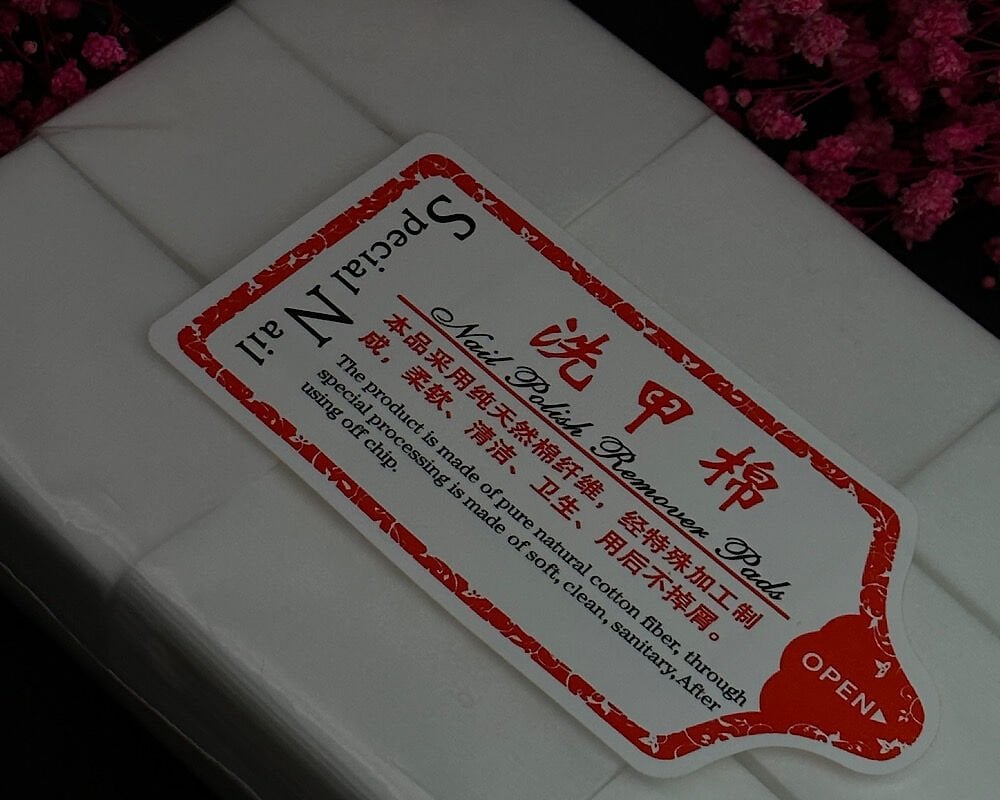 Special Nail
洗甲棉
Nail Polish Remover Pads
本品采用纯天然棉纤维，经特殊加工制
成，柔软、清洁、卫生、用后不掉屑。
The product is made of pure natural cotton fiber, through
special processing is made of soft, clean, sanitary,After
using off chip.
OPEN